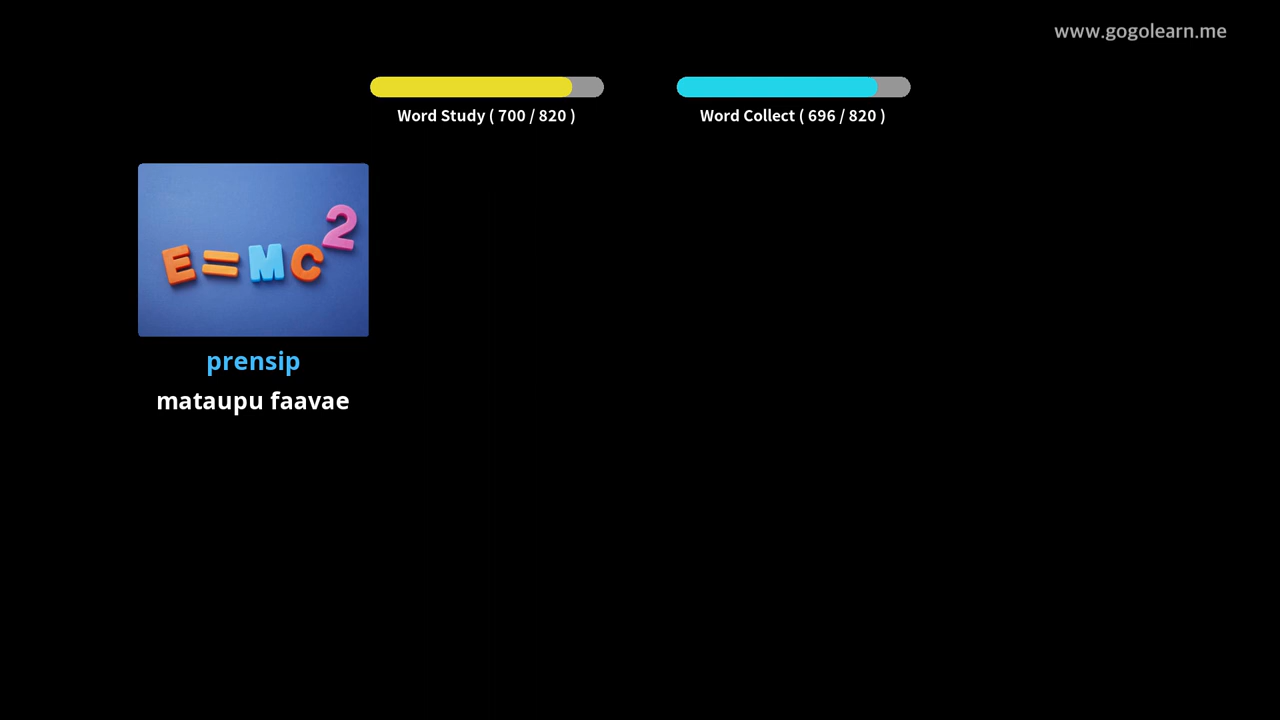 www.gogolearn.me
Word Study ( 700 / 820 )
Word Collect ( 696 / 820 )
E=MC²
prensip
mataupu faavae